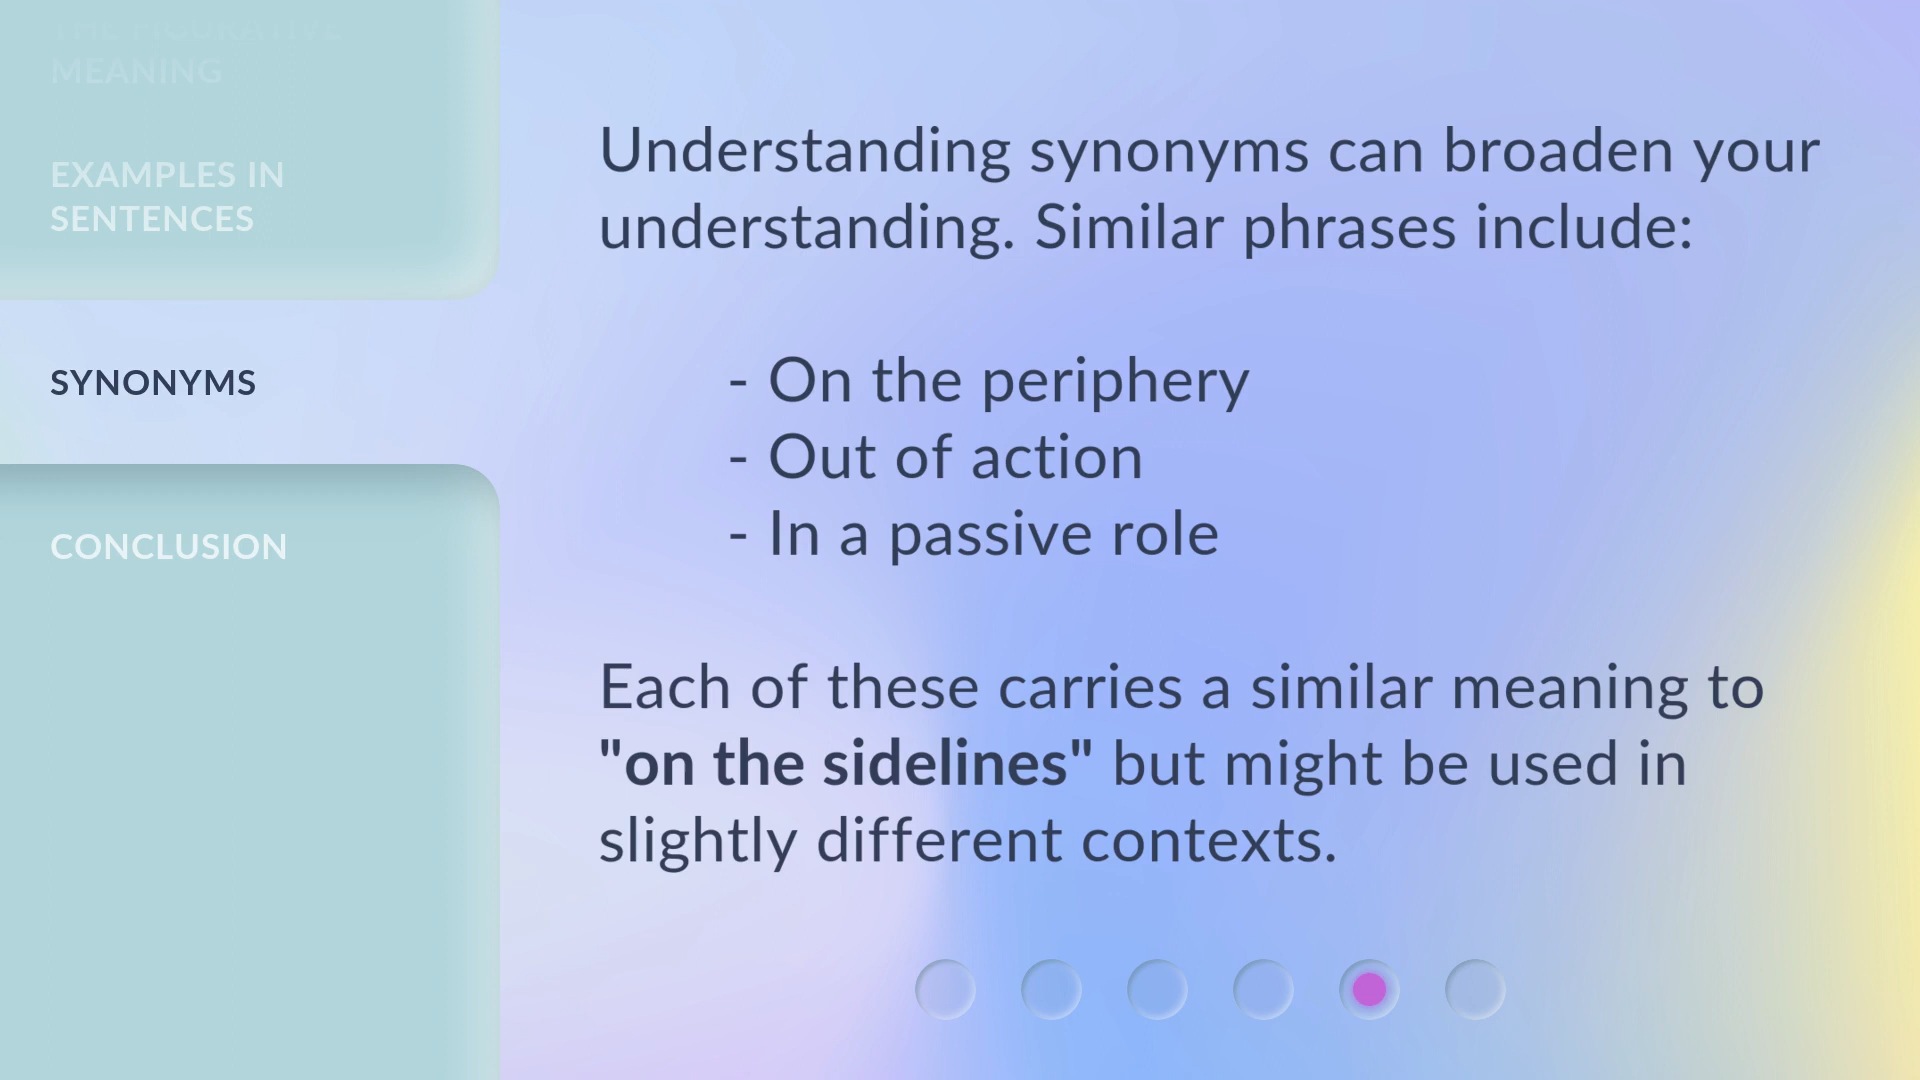 THE FIGURATIVE
MEANING
EXAMPLES IN
SENTENCES
SYNONYMS
CONCLUSION
Understanding synonyms can broaden your
understanding. Similar phrases include:
- On the periphery
- Out of action
- In a passive role
Each of these carries a similar meaning to
"on the sidelines" but might be used in
slightly different contexts.